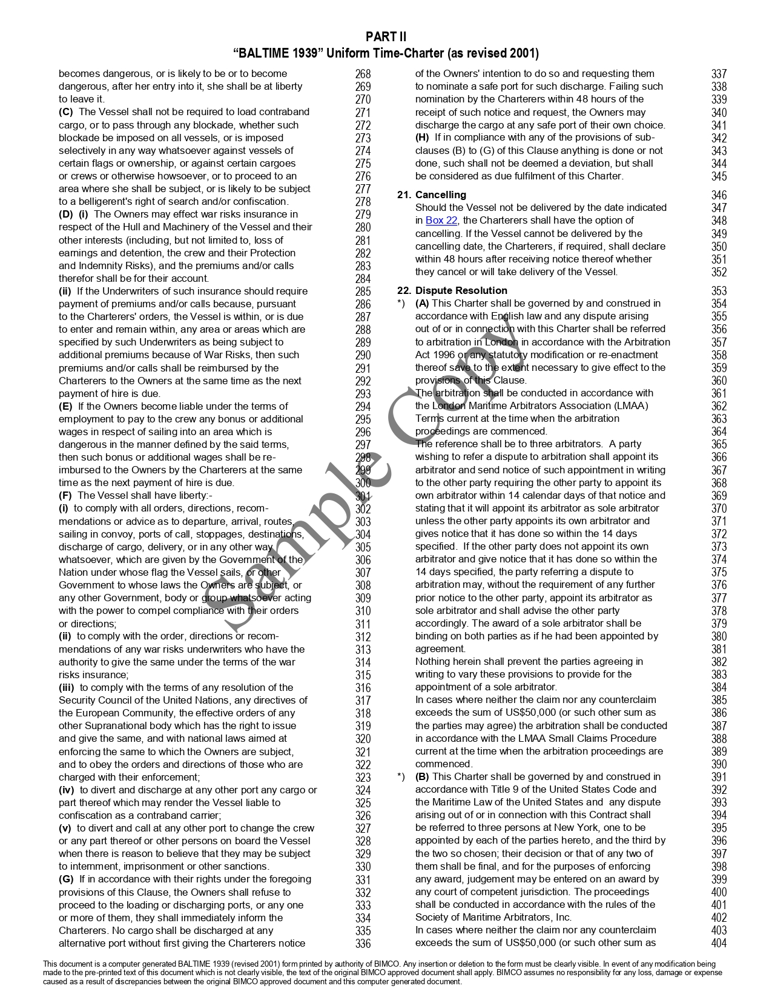 PART II
“BALTIME 1939” Uniform Time-Charter (as revised 2001)
becomes dangerous, or is likely to be or to become 268
dangerous, after her entry into it, she shall be at liberty 269
to leave it. 270
(C) The Vessel shall not be required to load contraband 271
cargo, or to pass through any blockade, whether such 272
blockade be imposed on all vessels, or is imposed 273
selectively in any way whatsoever against vessels of 274
certain flags or ownership, or against certain cargoes 275
or crews or otherwise howsoever, or to proceed to an 276
area where she shall be subject, or is likely to be subject 277
to a belligerent's right of search and/or confiscation. 278
(D) (i) The Owners may effect war risks insurance in 279
respect of the Hull and Machinery of the Vessel and their 280
other interests (including, but not limited to, loss of 281
earnings and detention, the crew and their Protection 282
and Indemnity Risks), and the premiums and/or calls 283
therefor shall be for their account. 284
(ii) If the Underwriters of such insurance should require 285
payment of premiums and/or calls because, pursuant 286
to the Charterers' orders, the Vessel is within, or is due 287
to enter and remain within, any area or areas which are 288
specified by such Underwriters as being subject to 289
additional premiums because of War Risks, then such 290
premiums and/or calls shall be reimbursed by the 291
Charterers to the Owners at the same time as the next 292
payment of hire is due. 293
(E) If the Owners become liable under the terms of 294
employment to pay to the crew any bonus or additional 295
wages in respect of sailing into an area which is 296
dangerous in the manner defined by the said terms, 297
then such bonus or additional wages shall be re- 298
imbursed to the Owners by the Charterers at the same 299
time as the next payment of hire is due. 300
(F) The Vessel shall have liberty:- 301
(i) to comply with all orders, directions, recom- 302
mendations or advice as to departure, arrival, routes, 303
sailing in convoy, ports of call, stoppages, destinations, 304
discharge of cargo, delivery, or in any other way 305
whatsoever, which are given by the Government of the 306
Nation under whose flag the Vessel sails, or other 307
Government to whose laws the Owners are subject, or 308
any other Government, body or group whatsoever acting 309
with the power to compel compliance with their orders 310
or directions; 311
(ii) to comply with the order, directions or recom- 312
mendations of any war risks underwriters who have the 313
authority to give the same under the terms of the war 314
risks insurance; 315
(iii) to comply with the terms of any resolution of the 316
Security Council of the United Nations, any directives of 317
the European Community, the effective orders of any 318
other Supranational body which has the right to issue 319
and give the same, and with national laws aimed at 320
enforcing the same to which the Owners are subject, 321
and to obey the orders and directions of those who are 322
charged with their enforcement; 323
(iv) to divert and discharge at any other port any cargo or 324
part thereof which may render the Vessel liable to 325
confiscation as a contraband carrier; 326
(v) to divert and call at any other port to change the crew 327
or any part thereof or other persons on board the Vessel 328
when there is reason to believe that they may be subject 329
to internment, imprisonment or other sanctions. 330
(G) If in accordance with their rights under the foregoing 331
provisions of this Clause, the Owners shall refuse to 332
proceed to the loading or discharging ports, or any one 333
or more of them, they shall immediately inform the 334
Charterers. No cargo shall be discharged at any 335
alternative port without first giving the Charterers notice 336
of the Owners' intention to do so and requesting them 337
to nominate a safe port for such discharge. Failing such 338
nomination by the Charterers within 48 hours of the 339
receipt of such notice and request, the Owners may 340
discharge the cargo at any safe port of their own choice. 341
(H) If in compliance with any of the provisions of sub- 342
clauses (B) to (G) of this Clause anything is done or not 343
done, such shall not be deemed a deviation, but shall 344
be considered as due fulfilment of this Charter. 345
21. Cancelling 346
Should the Vessel not be delivered by the date indicated 347
in Box 22, the Charterers shall have the option of 348
cancelling. If the Vessel cannot be delivered by the 349
cancelling date, the Charterers, if required, shall declare 350
within 48 hours after receiving notice thereof whether 351
they cancel or will take delivery of the Vessel. 352
22. Dispute Resolution 353
*) (A) This Charter shall be governed by and construed in 354
accordance with English law and any dispute arising 355
out of or in connection with this Charter shall be referred 356
to arbitration in London in accordance with the Arbitration 357
Act 1996 or any statutory modification or re-enactment 358
thereof save to the extent necessary to give effect to the 359
provisions of this Clause. 360
The arbitration shall be conducted in accordance with 361
the London Maritime Arbitrators Association (LMAA) 362
Terms current at the time when the arbitration 363
proceedings are commenced. 364
The reference shall be to three arbitrators. A party 365
wishing to refer a dispute to arbitration shall appoint its 366
arbitrator and send notice of such appointment in writing 367
to the other party requiring the other party to appoint its 368
own arbitrator within 14 calendar days of that notice and 369
stating that it will appoint its arbitrator as sole arbitrator 370
unless the other party appoints its own arbitrator and 371
gives notice that it has done so within the 14 days 372
specified. If the other party does not appoint its own 373
arbitrator and give notice that it has done so within the 374
14 days specified, the party referring a dispute to 375
arbitration may, without the requirement of any further 376
prior notice to the other party, appoint its arbitrator as 377
sole arbitrator and shall advise the other party 378
accordingly. The award of a sole arbitrator shall be 379
binding on both parties as if he had been appointed by 380
agreement. 381
Nothing herein shall prevent the parties agreeing in 382
writing to vary these provisions to provide for the 383
appointment of a sole arbitrator. 384
In cases where neither the claim nor any counterclaim 385
exceeds the sum of US$50,000 (or such other sum as 386
the parties may agree) the arbitration shall be conducted 387
in accordance with the LMAA Small Claims Procedure 388
current at the time when the arbitration proceedings are 389
commenced. 390
*) (B) This Charter shall be governed by and construed in 391
accordance with Title 9 of the United States Code and 392
the Maritime Law of the United States and any dispute 393
arising out of or in connection with this Contract shall 394
be referred to three persons at New York, one to be 395
appointed by each of the parties hereto, and the third by 396
the two so chosen; their decision or that of any two of 397
them shall be final, and for the purposes of enforcing 398
any award, judgement may be entered on an award by 399
any court of competent jurisdiction. The proceedings 400
shall be conducted in accordance with the rules of the 401
Society of Maritime Arbitrators, Inc. 402
In cases where neither the claim nor any counterclaim 403
exceeds the sum of US$50,000 (or such other sum as 404
Sample Copy
This document is a computer generated BALTIME 1939 (revised 2001) form printed by authority of BIMCO. Any insertion or deletion to the form must be clearly visible. In event of any modification being
made to the pre-printed text of this document which is not clearly visible, the text of the original BIMCO approved document shall apply. BIMCO assumes no responsibility for any loss, damage or expense
caused as a result of discrepancies between the original BIMCO approved document and this computer generated document.